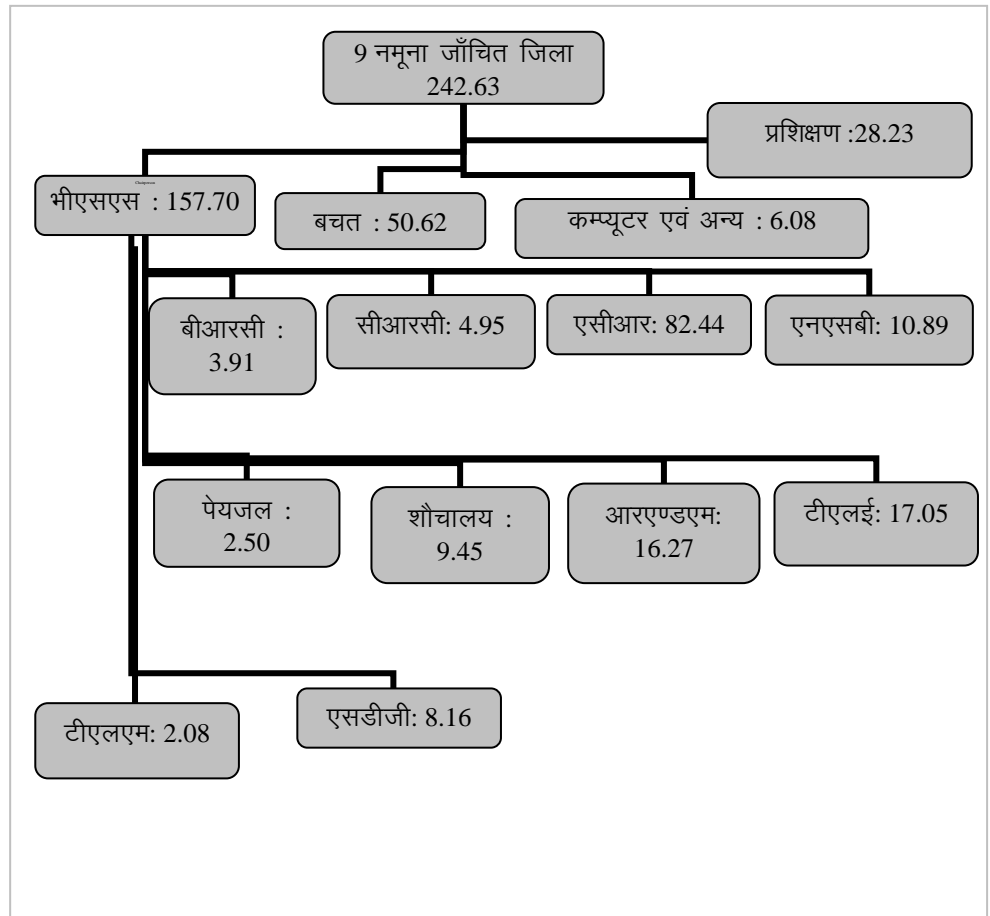 9 नमूना जाँचित जिला
242.63
प्रशिक्षण :28.23
भीएसएस : 157.70
बचत : 50.62
कम्प्यूटर एवं अन्य : 6.08
बीआरसी :
3.91
सीआरसी: 4.95
एसीआर: 82.44
एनएसबी: 10.89
पेयजल :
2.50
शौचालय :
9.45
आरएण्डएम:
16.27
टीएलई: 17.05
टीएलएम: 2.08
एसडीजी: 8.16